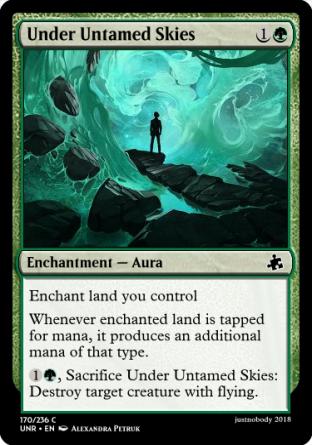 Under Untamed Skies 1
Enchantment — Aura
Enchant land you control
Whenever enchanted land is tapped
for mana, it produces an additional
mana of that type.
1, Sacrifice Under Untamed Skies:
Destroy target creature with flying.
170/236 C
justnobody 2018
UNR • EN Alexandra Petruk